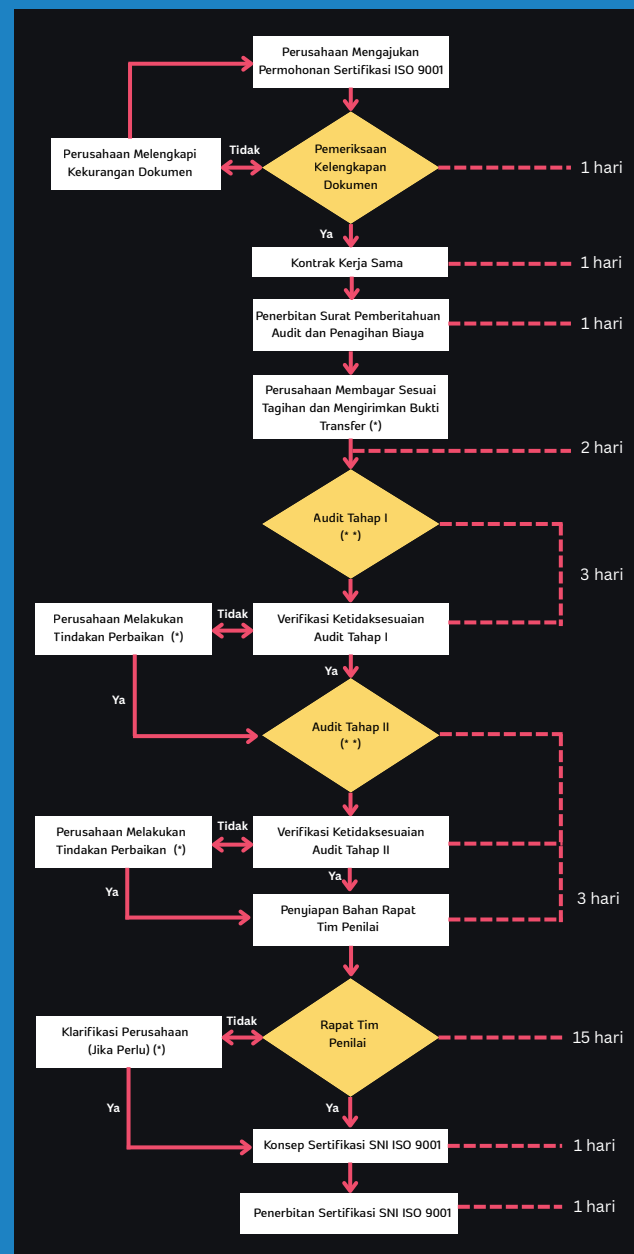 Perusahaan Mengajukan
Permohonan Sertifikasi ISO 9001
Perusahaan Melengkapi
Kekurangan Dokumen
Tidak
Pemeriksaan
Kelengkapan
Dokumen
1 hari
Ya
Kontrak Kerja Sama
1 hari
Penerbitan Surat Pemberitahuan
Audit dan Penagihan Biaya
1 hari
Perusahaan Membayar Sesuai
Tagihan dan Mengirimkan Bukti
Transfer (*)
2 hari
Audit Tahap I
(* *)
3 hari
Perusahaan Melakukan
Tindakan Perbaikan (*)
Tidak
Verifikasi Ketidaksesuaian
Audit Tahap I
Ya
Ya
Audit Tahap II
(* *)
Perusahaan Melakukan
Tindakan Perbaikan (*)
Tidak
Verifikasi Ketidaksesuaian
Audit Tahap II
Ya
Ya
Penyiapan Bahan Rapat
Tim Penilai
3 hari
Klarifikasi Perusahaan
(Jika Perlu) (*)
Tidak
Rapat Tim
Penilai
15 hari
Ya
Ya
Konsep Sertifikasi SNI ISO 9001
1 hari
Penerbitan Sertifikasi SNI ISO 9001
1 hari